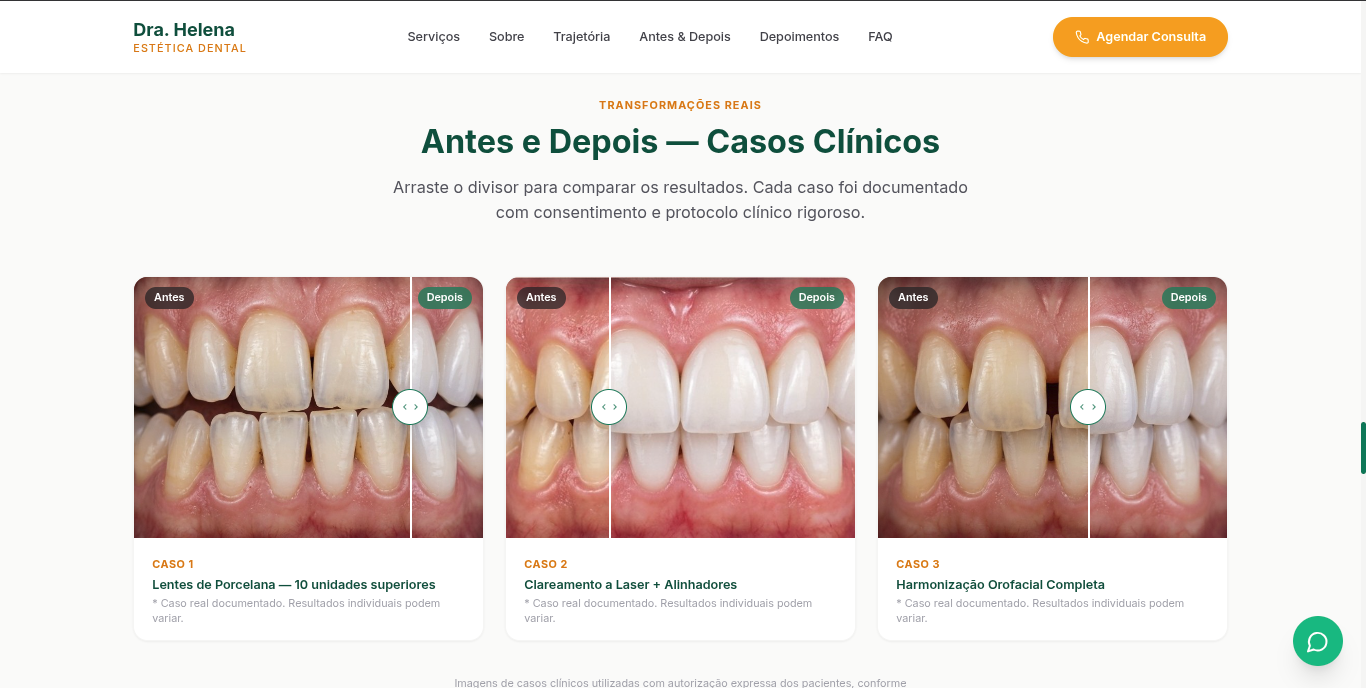 Dra. Helena
ESTÉTICA DENTAL
Serviços
Sobre
Trajetória
Antes & Depois
Depoimentos
FAQ
Agendar Consulta
TRANSFORMAÇÕES REAIS
Antes e Depois — Casos Clínicos
Arraste o divisor para comparar os resultados. Cada caso foi documentado
com consentimento e protocolo clínico rigoroso.
Antes
Depois
Antes
Depois
Antes
Depois
CASO 1
Lentes de Porcelana — 10 unidades superiores
* Caso real documentado. Resultados individuais podem
variar.
CASO 2
Clareamento a Laser + Alinhadores
* Caso real documentado. Resultados individuais podem
variar.
CASO 3
Harmonização Orofacial Completa
* Caso real documentado. Resultados individuais podem
variar.
Imagens de casos clínicos utilizadas com autorização expressa dos pacientes, conforme